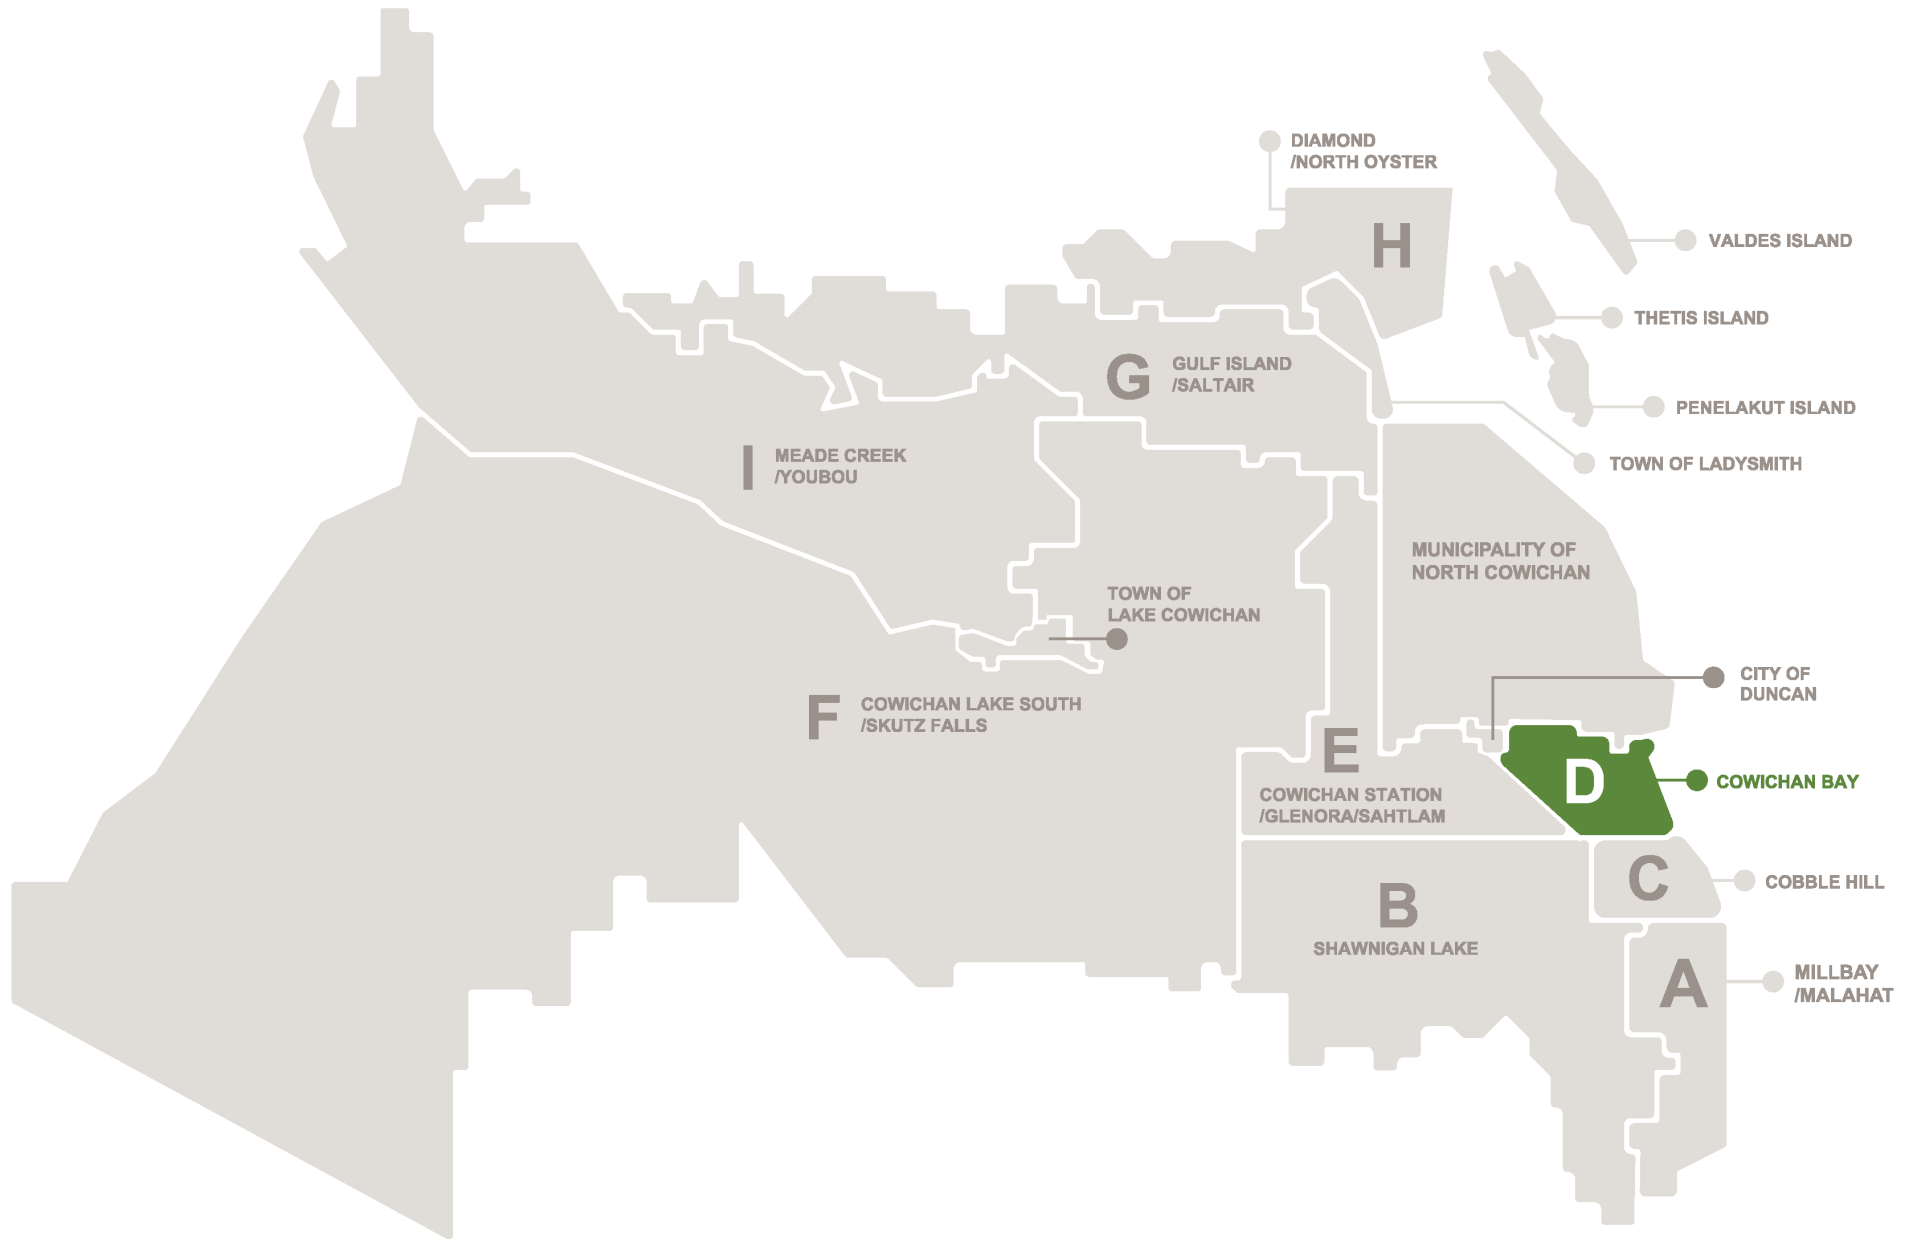 DIAMOND
/NORTH OYSTER
H
VALDES ISLAND
THETIS ISLAND
G
GULF ISLAND
/SALTAIR
PENELAKUT ISLAND
I
MEADE CREEK
/YOUBOU
TOWN OF LADYSMITH
MUNICIPALITY OF
NORTH COWICHAN
TOWN OF
LAKE COWICHAN
CITY OF
DUNCAN
F
COWICHAN LAKE SOUTH
/SKUTZ FALLS
E
COWICHAN STATION
/GLENORA/SAHTLAM
D
COWICHAN BAY
C
COBBLE HILL
B
SHAWNIGAN LAKE
A
MILLBAY
/MALAHAT